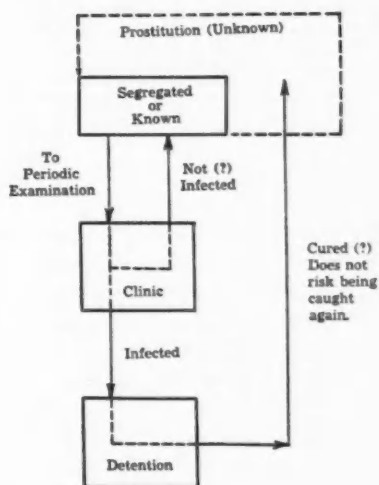 Prostitution (Unknown)
Segregated
or
Known
To
Periodic
Examination
Not (?)
Infected
Clinic
Cured (?)
Does not
risk being
caught
again.
Infected
Detention